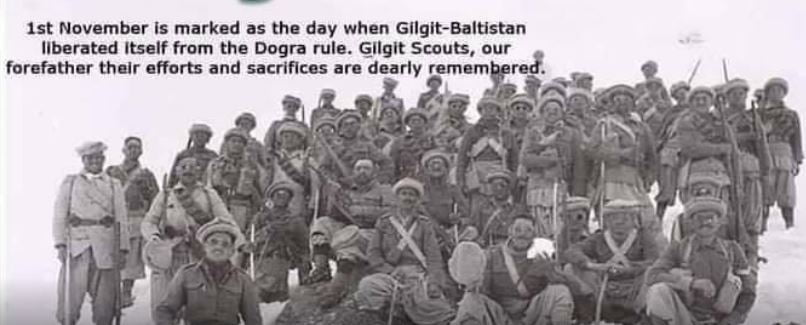 1st November is marked as the day when Gilgit-Baltistan
liberated itself from the Dogra rule. Gilgit Scouts, our
forefather their efforts and sacrifices are dearly remembered.